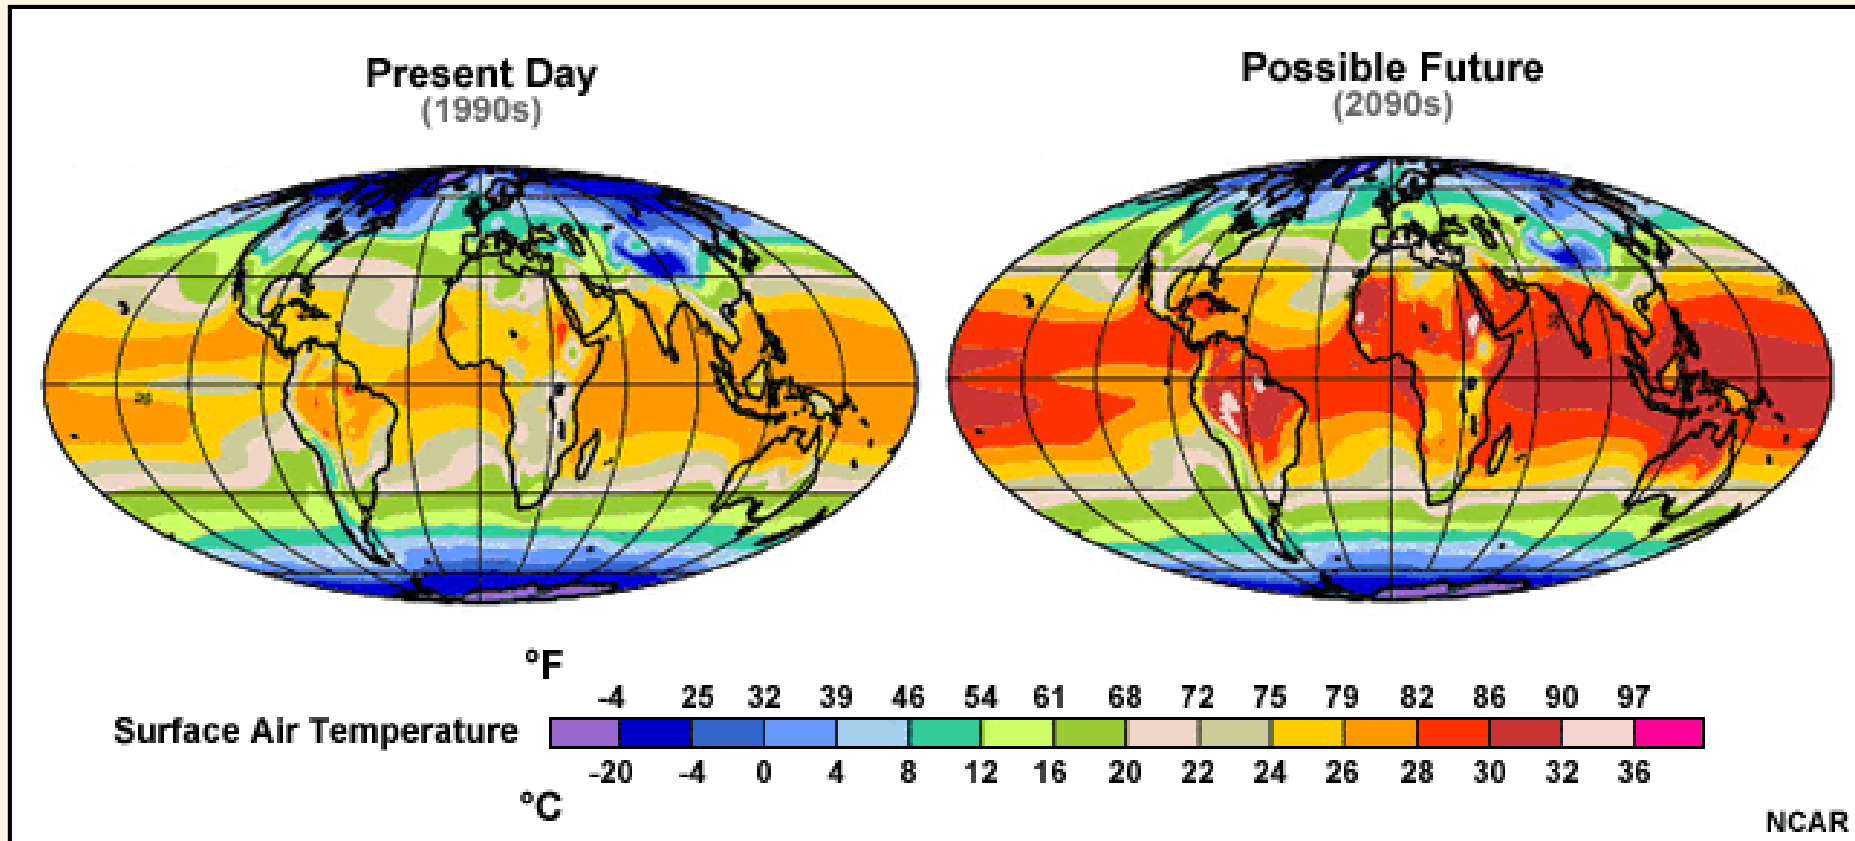 Present Day
(1990s)
Possible Future
(2090s)
°F
-4 25 32 39 46 54 61 68 72 75 79 82 86 90 97
Surface Air Temperature
-20 -4 0 4 8 12 16 20 22 24 26 28 30 32 36
°C
NCAR